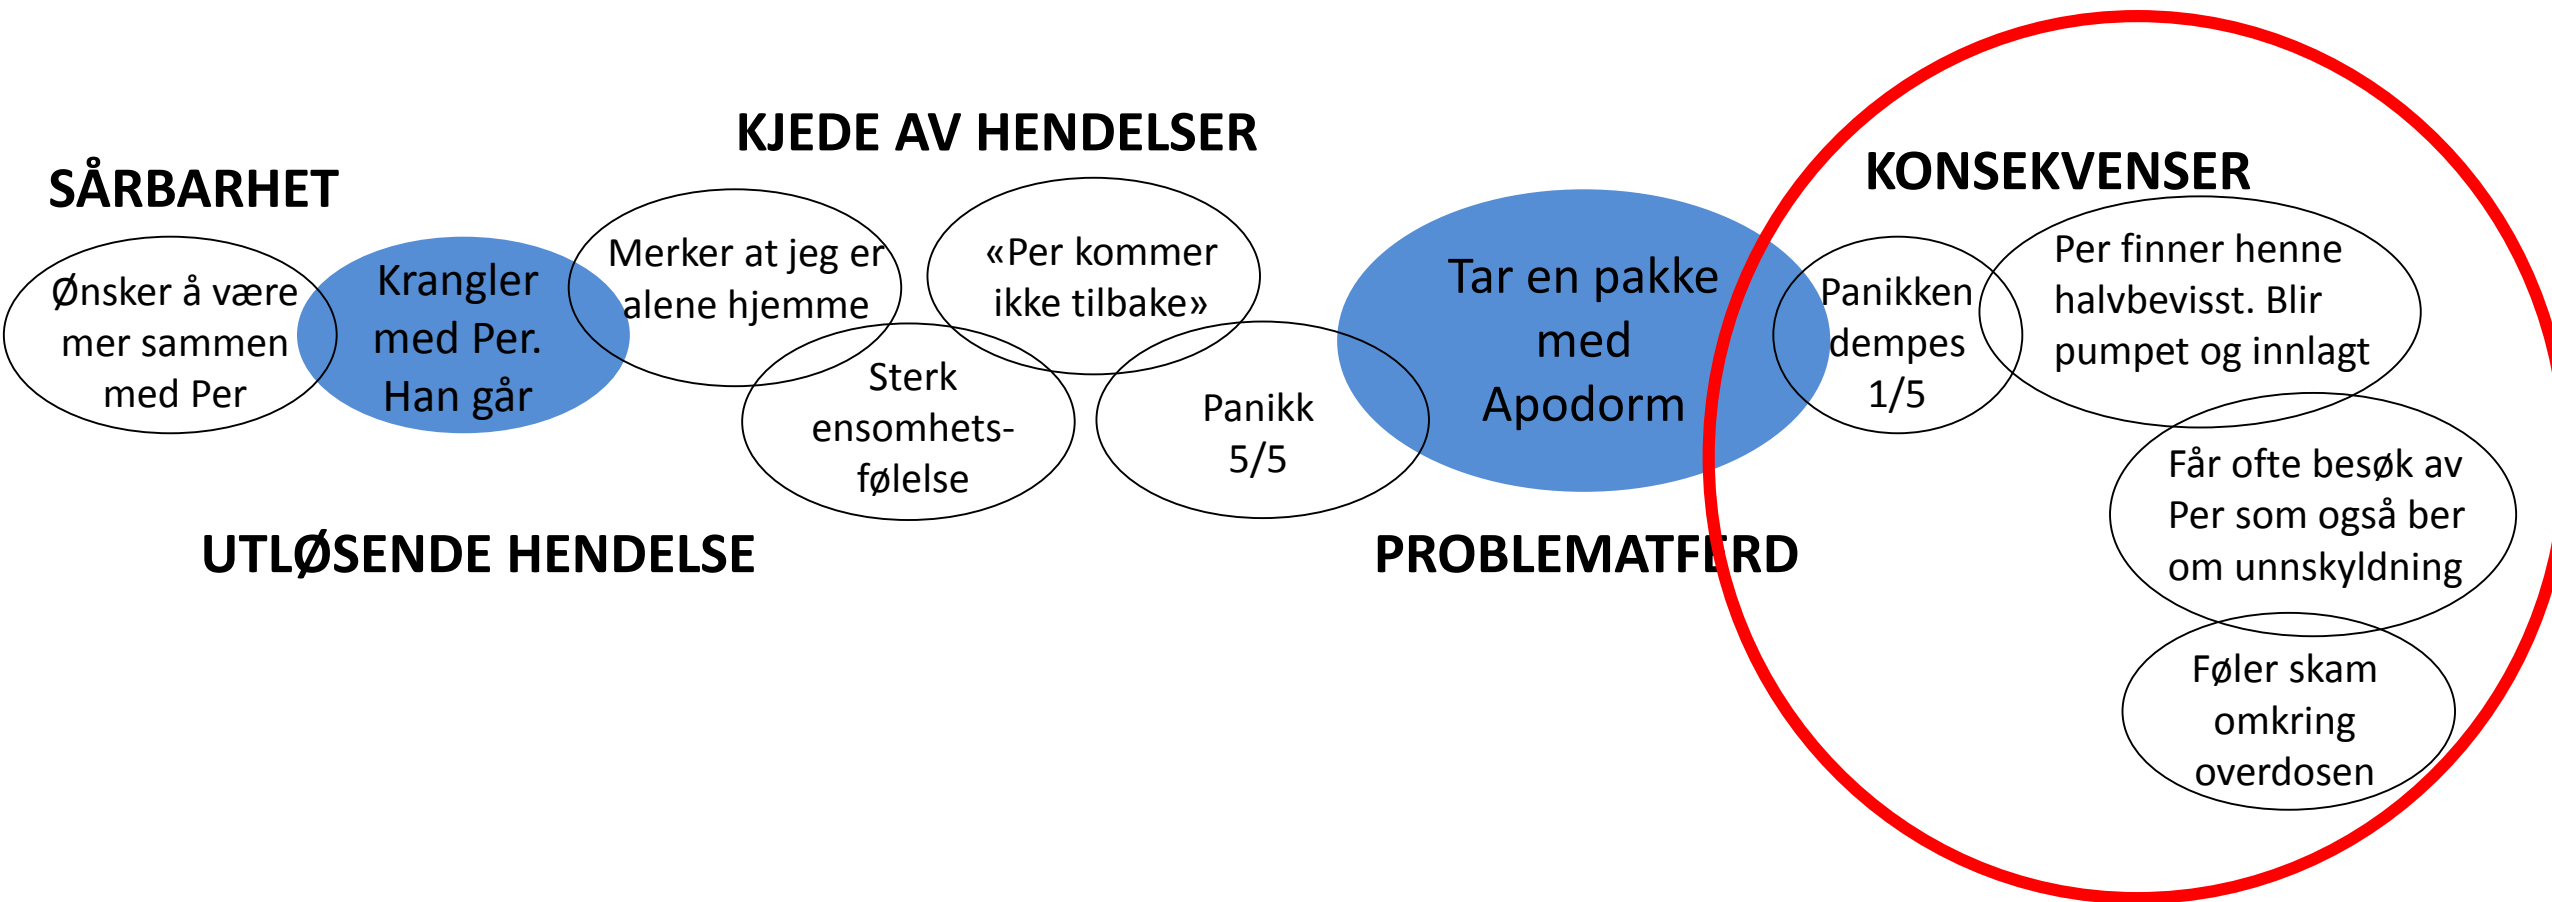 KJEDE AV HENDELSER
SÅRBARHET
KONSEKVENSER
Ønsker å være
mer sammen
med Per
Krangler
med Per.
Han går
Merker at jeg er
alene hjemme
Sterk
ensomhets-
følelse
«Per kommer
ikke tilbake»
Panikk
5/5
Tar en pakke
med
Apodorm
Panikken
dempes
1/5
Per finner henne
halvbevisst. Blir
pumpet og innlagt
Får ofte besøk av
Per som også ber
om unnskyldning
Føler skam
omkring
overdosen
UTLØSENDE HENDELSE
PROBLEMATFERD